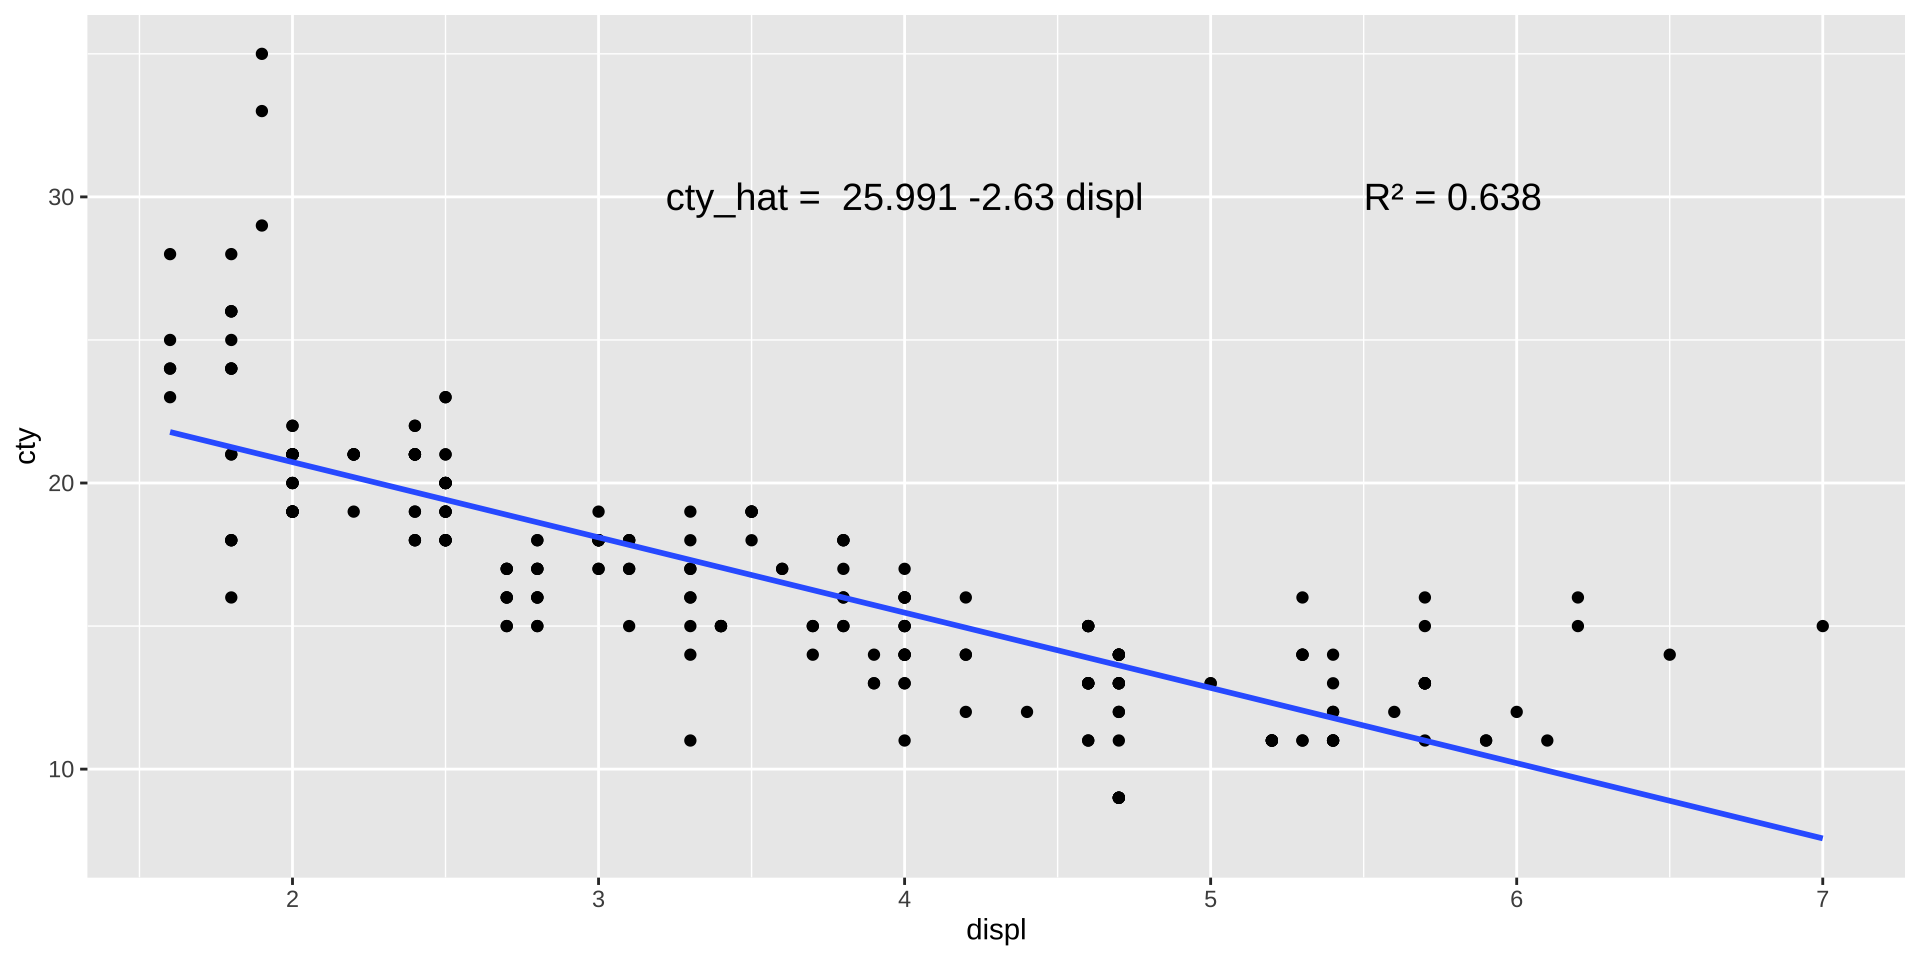 cty_hat =  25.991 -2.63 displ
R² = 0.638
30
20
10
cty
2 3 4 5 6 7
displ